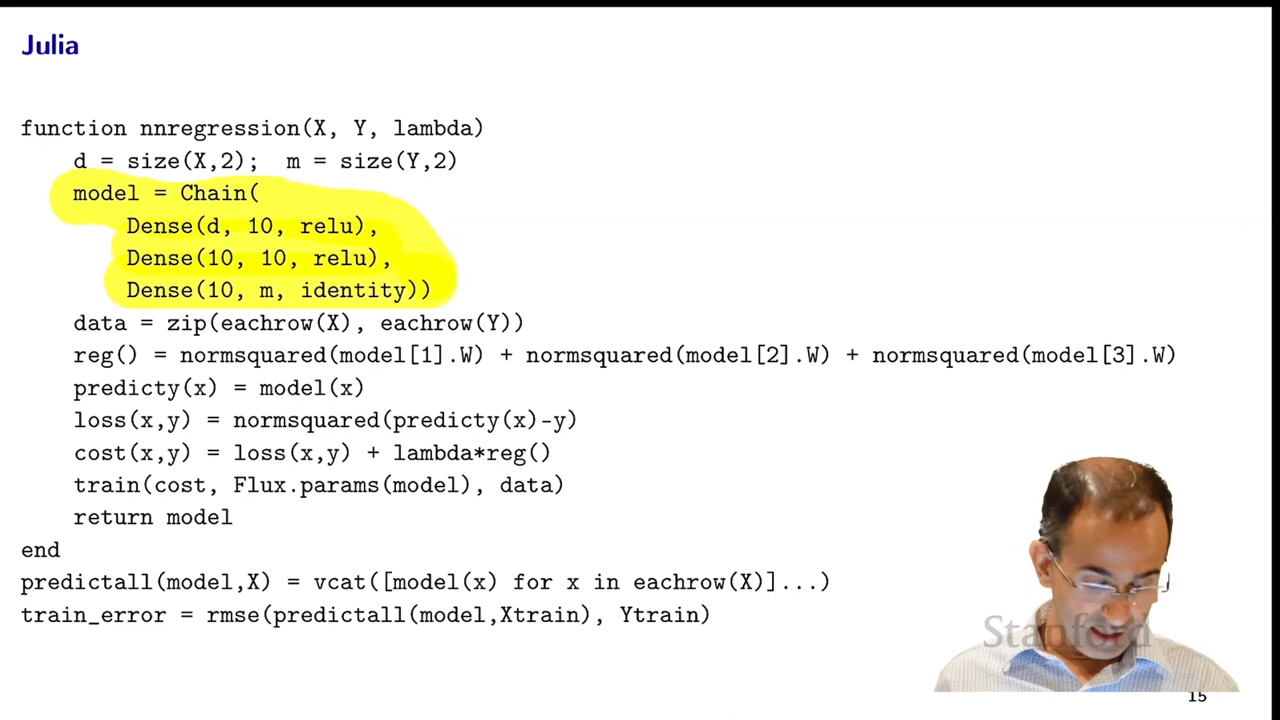 Julia
function nnregression(X, Y, lambda)
    d = size(X,2);  m = size(Y,2)
    model = Chain(
        Dense(d, 10, relu),
        Dense(10, 10, relu),
        Dense(10, m, identity))
    data = zip(eachrow(X), eachrow(Y))
    reg() = normsquared(model[1].W) + normsquared(model[2].W) + normsquared(model[3].W)
    predicty(x) = model(x)
    loss(x,y) = normsquared(predicty(x)-y)
    cost(x,y) = loss(x,y) + lambda*reg()
    train(cost, Flux.params(model), data)
    return model
end
predictall(model,X) = vcat([model(x) for x in eachrow(X)]...)
train_error = rmse(predictall(model,Xtrain), Ytrain)
Stanford
15